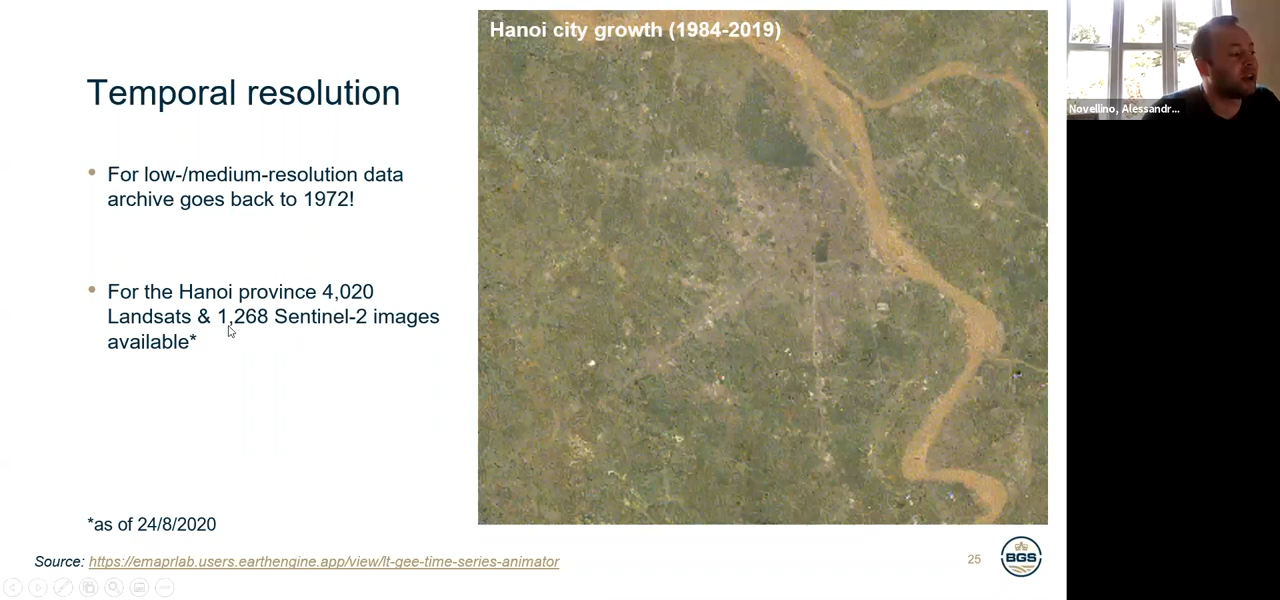 Hanoi city growth (1984-2019)
Temporal resolution
Novellino, Alessandr...
• For low-/medium-resolution data
archive goes back to 1972!
• For the Hanoi province 4,020
Landsats & 1,268 Sentinel-2 images
available*
*as of 24/8/2020
Source: https://emaprlab.users.earthengine.app/view/lt-gee-time-series-animator
25
BGS